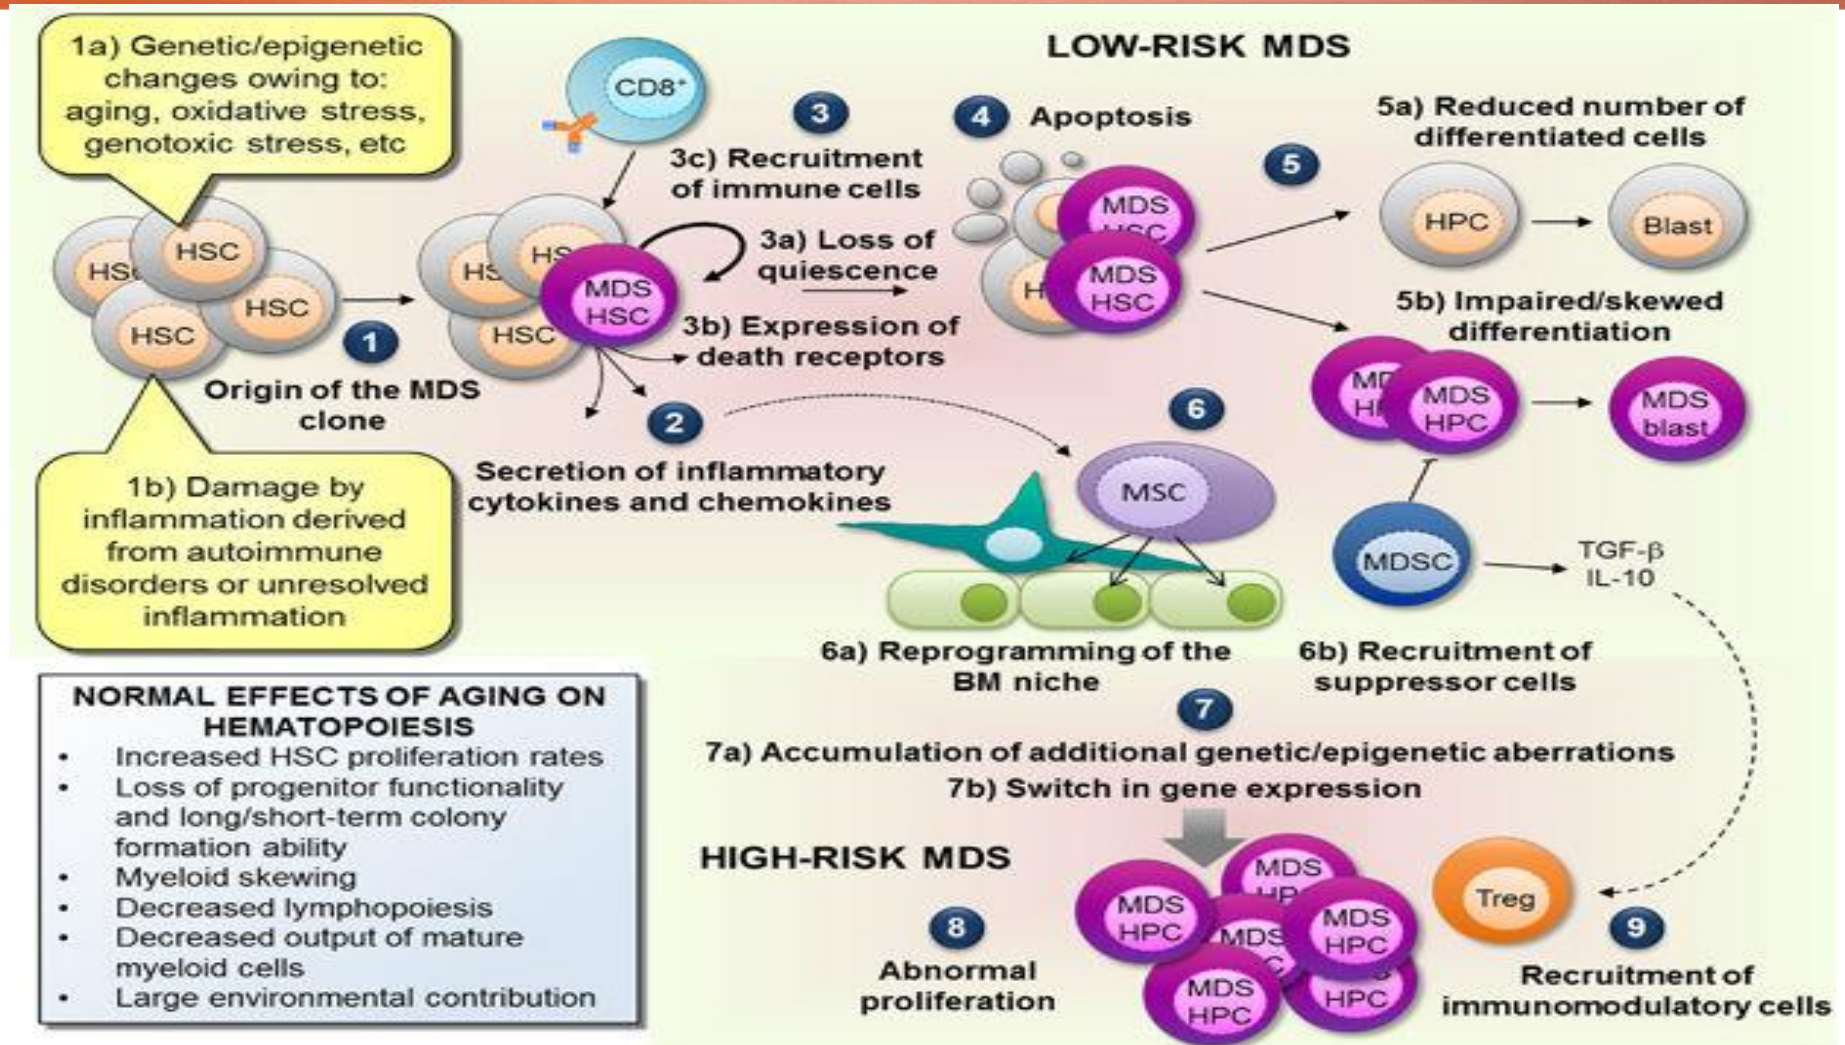 1a) Genetic/epigenetic
changes owing to:
aging, oxidative stress,
genotoxic stress, etc
CD8+
LOW-RISK MDS
3
3c) Recruitment
of immune cells
4
Apoptosis
5
5a) Reduced number of
differentiated cells
HSC
HSC
HSC
HSC
1
Origin of the MDS
clone
HSC
MDS
HSC
3a) Loss of
quiescence
3b) Expression of
death receptors
MDS
HSC
MDS
HSC
HPC
Blast
5b) Impaired/skewed
differentiation
MDS
HPC
MDS
blast
2
Secretion of inflammatory
cytokines and chemokines
6
MSC
MDSC
TGF-β
IL-10
1b) Damage by
inflammation derived
from autoimmune
disorders or unresolved
inflammation
6a) Reprogramming of the
BM niche
6b) Recruitment of
suppressor cells
7
7a) Accumulation of additional genetic/epigenetic aberrations
7b) Switch in gene expression
NORMAL EFFECTS OF AGING ON
HEMATOPOIESIS
• Increased HSC proliferation rates
• Loss of progenitor functionality
and long/short-term colony
formation ability
• Myeloid skewing
• Decreased lymphopoiesis
• Decreased output of mature
myeloid cells
• Large environmental contribution
HIGH-RISK MDS
8
Abnormal
proliferation
MDS
MDS
HPC
MDS
MDS
HPC
MDS
HPC
HPC
Treg
9
Recruitment of
immunomodulatory cells